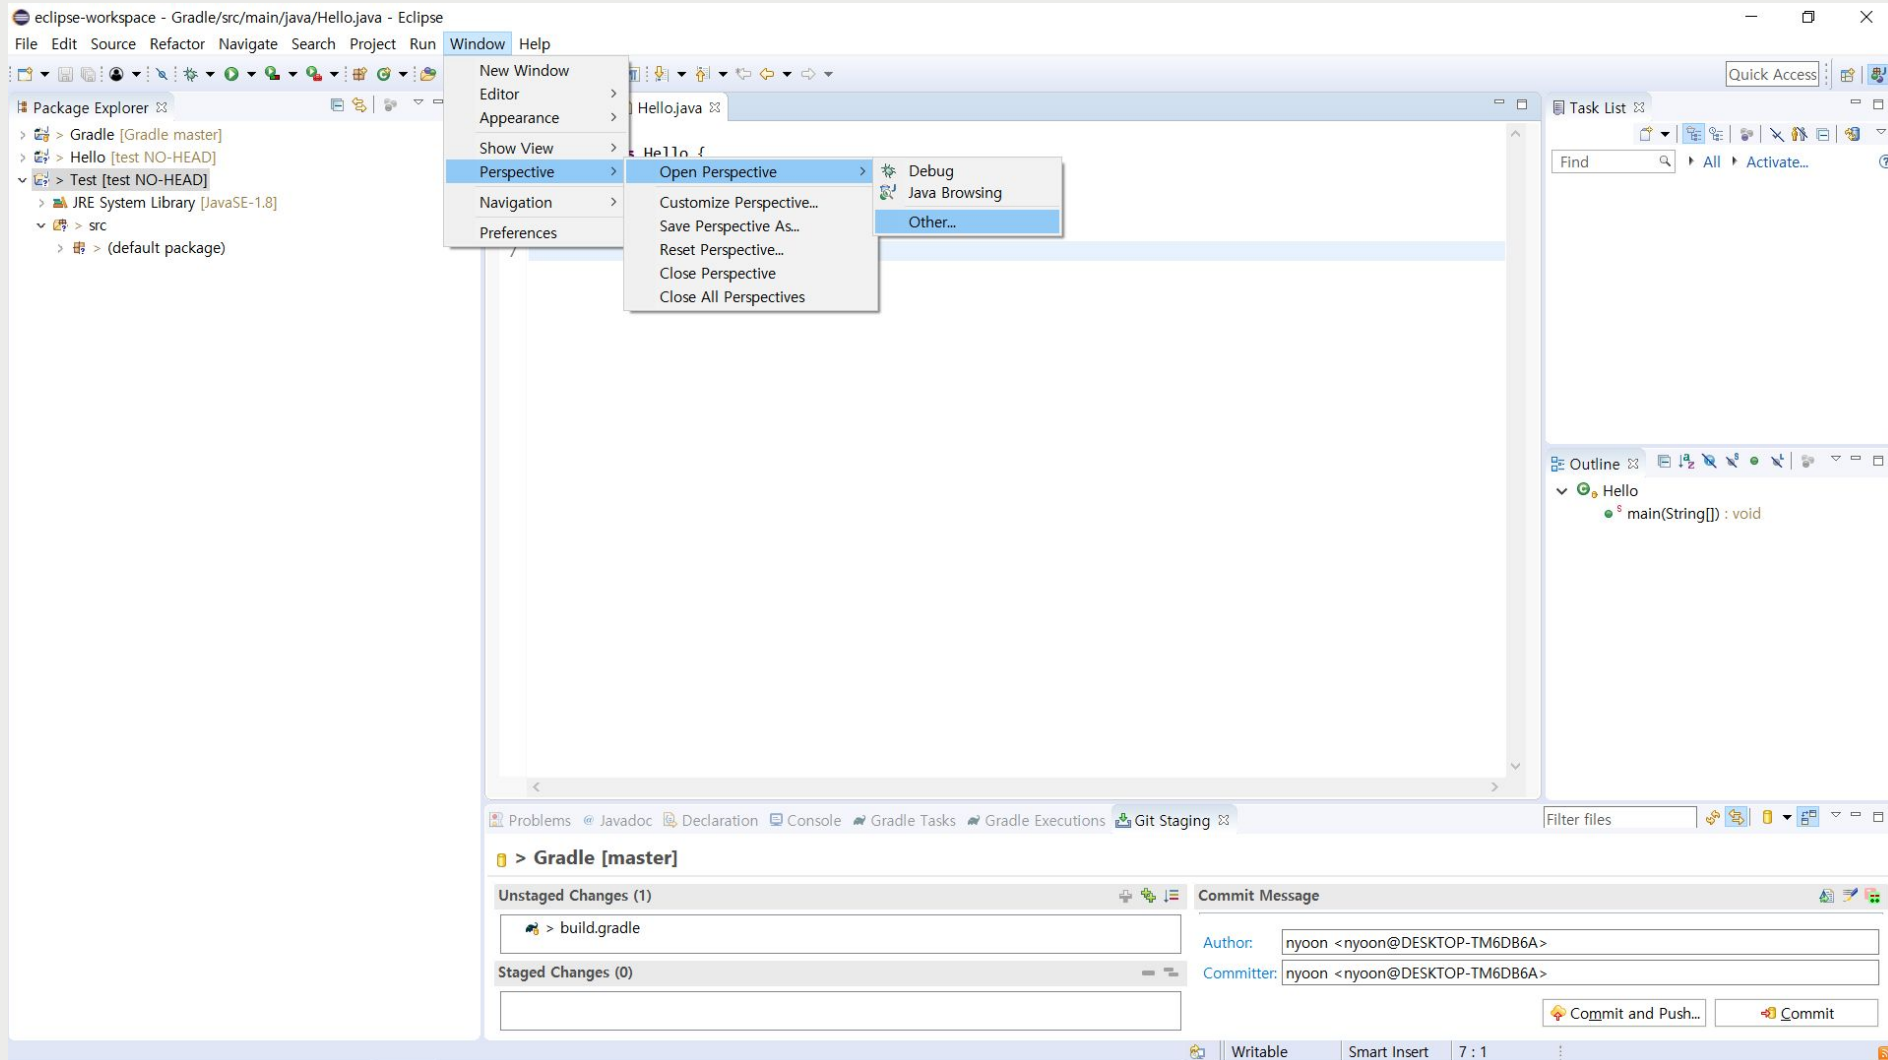 eclipse-workspace - Gradle/src/main/java/Hello.java - Eclipse
File Edit Source Refactor Navigate Search Project Run Window Help
Quick Access
Package Explorer
> Gradle [Gradle master]
> Hello [test NO-HEAD]
> Test [test NO-HEAD]
JRE System Library [JavaSE-1.8]
> src
> (default package)
New Window
Editor
Appearance
Show View
Perspective
Navigation
Preferences
Open Perspective
Customize Perspective...
Save Perspective As...
Reset Perspective...
Close Perspective
Close All Perspectives
Debug
Java Browsing
Other...
Hello.java
s Hello {
7
Task List
Find
All
Activate...
Outline
Hello
main(String[]) : void
Problems @ Javadoc Declaration Console Gradle Tasks Gradle Executions Git Staging
Filter files
> Gradle [master]
Unstaged Changes (1)
> build.gradle
Staged Changes (0)
Commit Message
Author: nyoon <nyoon@DESKTOP-TM6DB6A>
Committer: nyoon <nyoon@DESKTOP-TM6DB6A>
Commit and Push...
Commit
Writable
Smart Insert
7 : 1